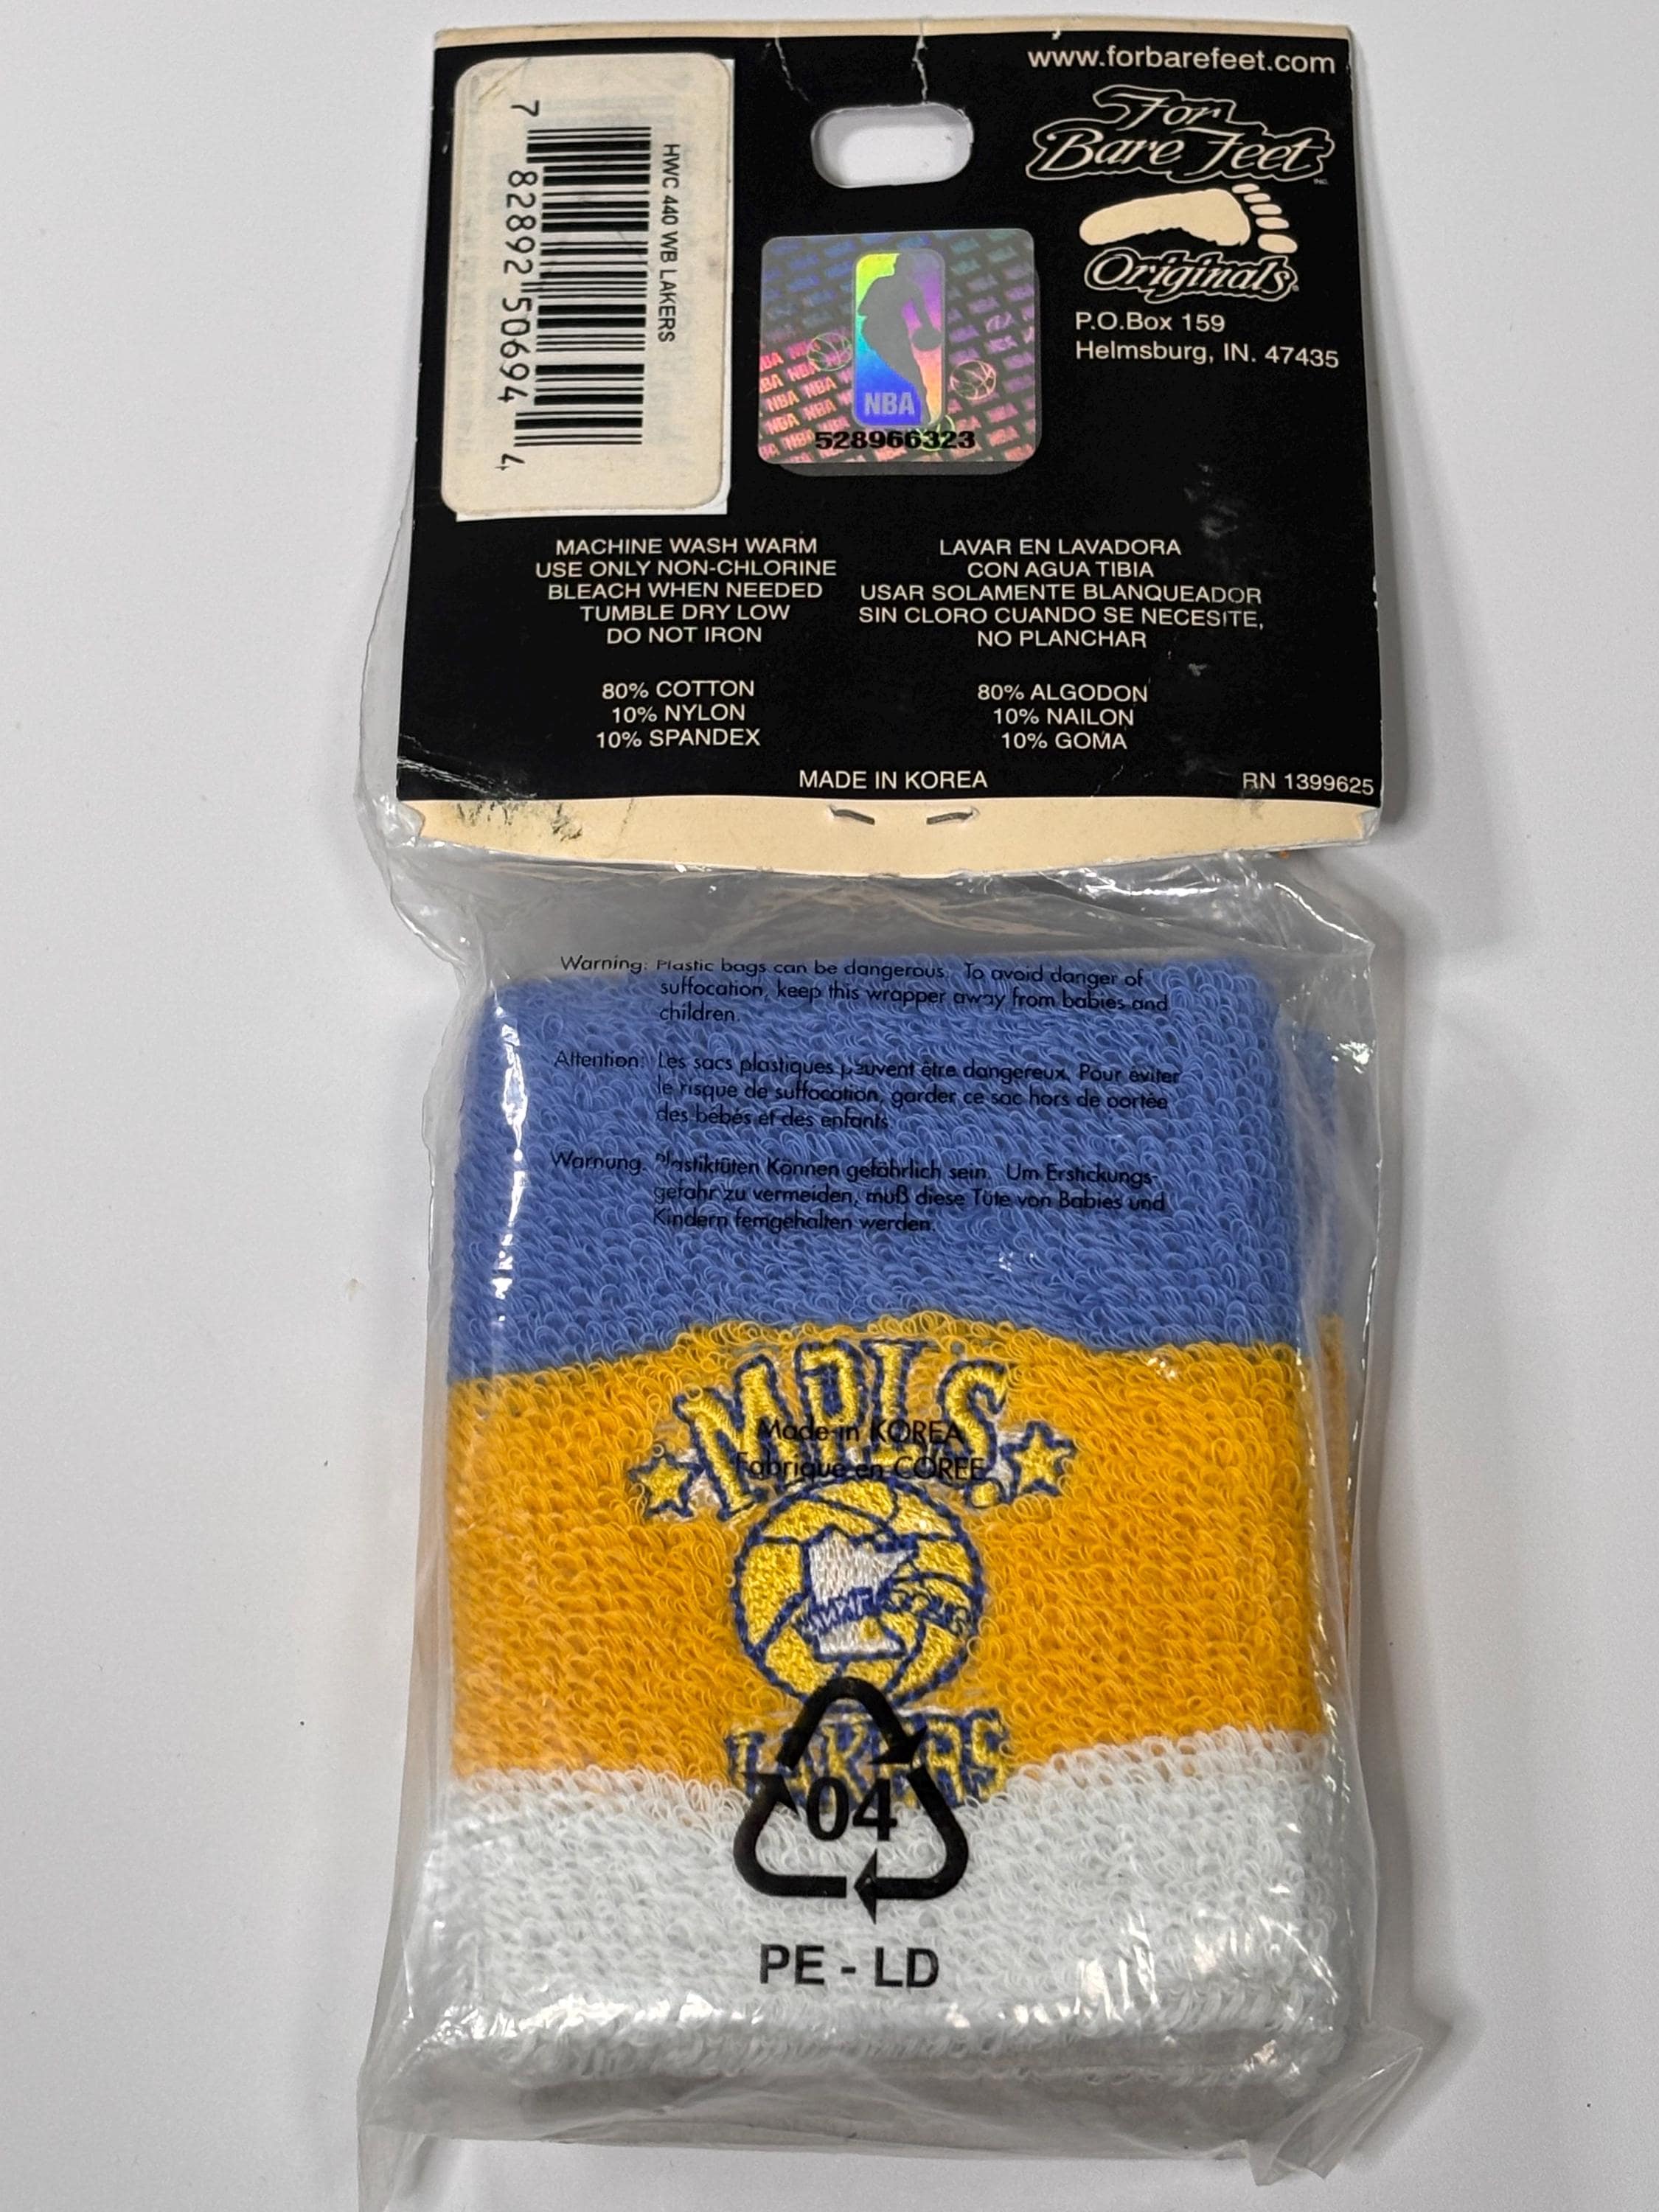 www.forbarefeet.com
For
Bare Feet
INC.
Originals
P.O.Box 159
Helmsburg, IN. 47435
HWC 440 WB LAKERS
7 82892 50694 4
NBA
528966323
MACHINE WASH WARM
USE ONLY NON-CHLORINE
BLEACH WHEN NEEDED
TUMBLE DRY LOW
DO NOT IRON
80% COTTON
10% NYLON
10% SPANDEX
LAVAR EN LAVADORA
CON AGUA TIBIA
USAR SOLAMENTE BLANQUEADOR
SIN CLORO CUANDO SE NECESITE,
NO PLANCHAR
80% ALGODON
10% NAILON
10% GOMA
MADE IN KOREA
RN 1399625
Warning: Plastic bags can be dangerous. To avoid danger of
suffocation, keep this wrapper away from babies and
children.
Attention: Les sacs plastiques peuvent être dangereux. Pour éviter
le risque de suffocation, garder ce sac hors de oortée
des bébés et des enfants
Warnung. Plastiktüten Können gefährlich sein. Um Erstickungs-
gefahr zu vermeiden, muß diese Tüte von Babies und
Kindern femgehalten werden.
MPLS.
Made in KOREA
Fabrique en COREE
LAKERS
04
PE - LD